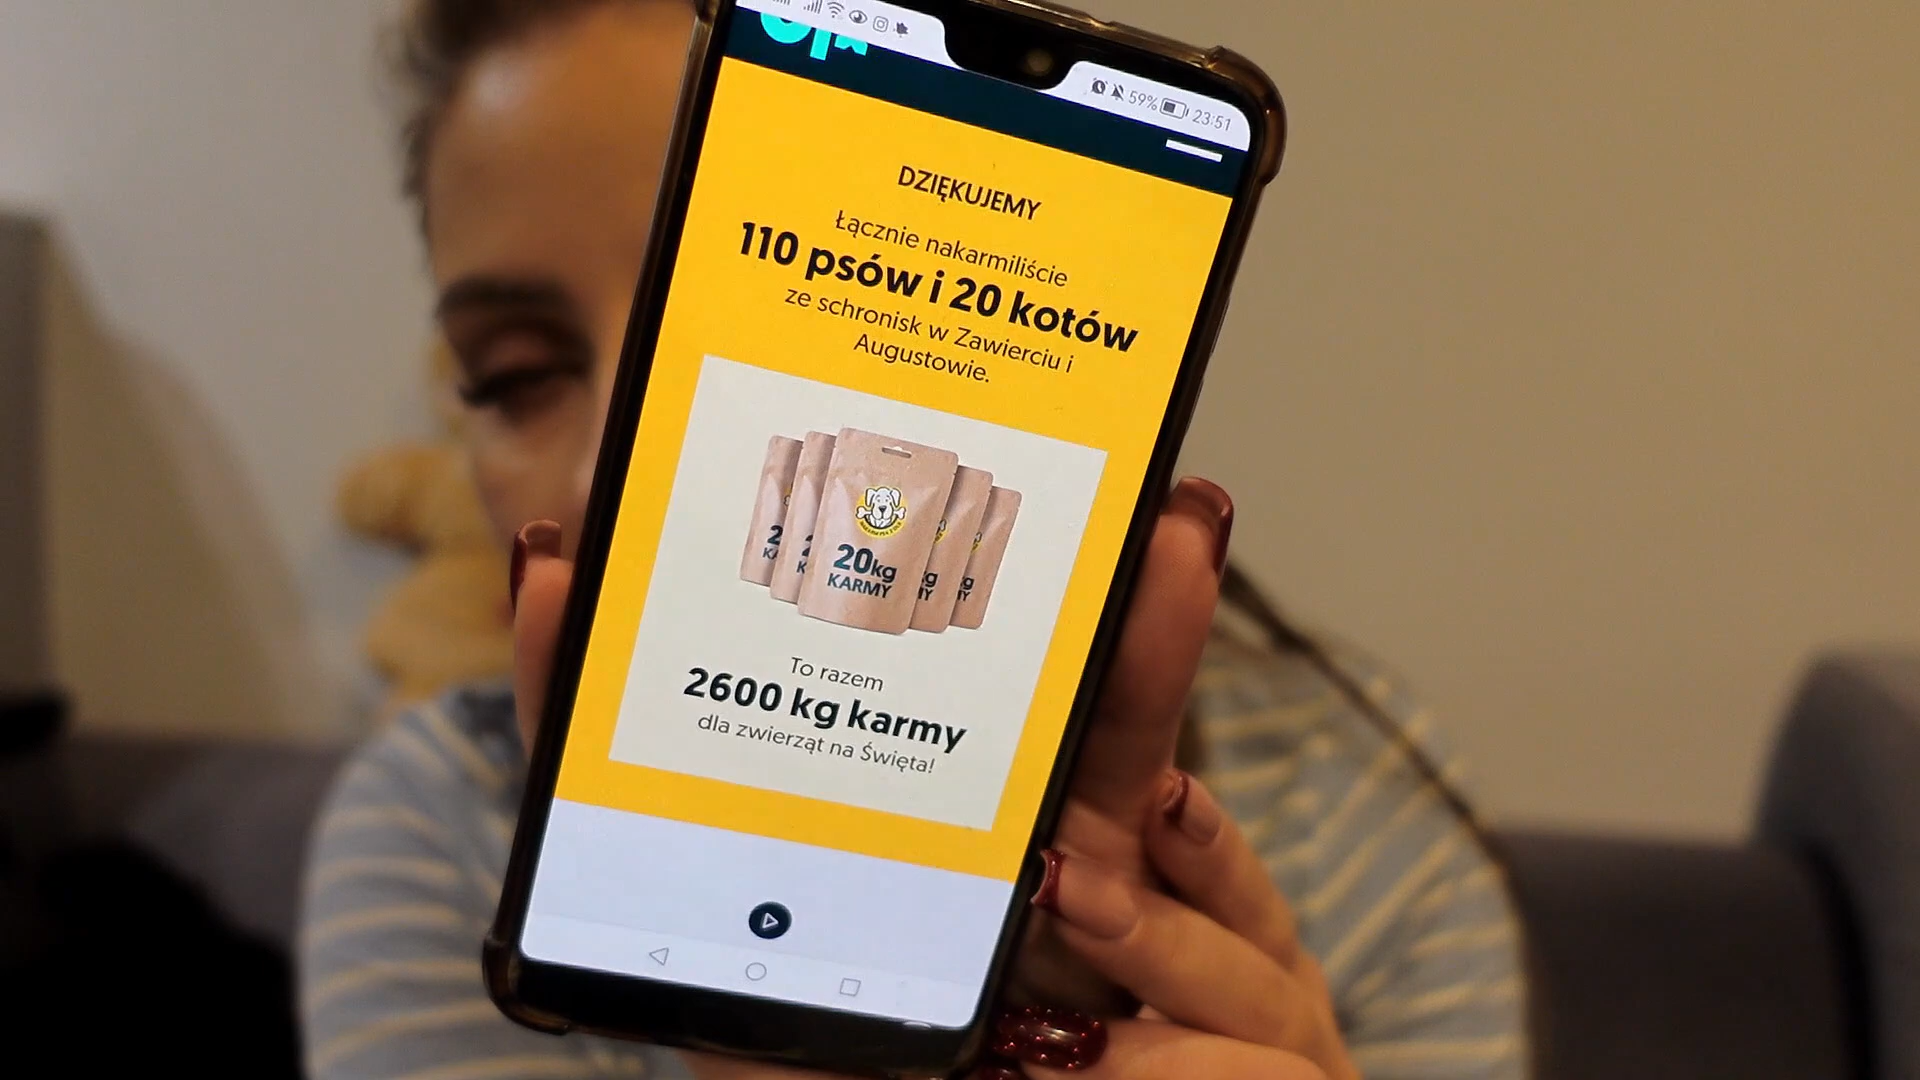 59% 23:51
DZIĘKUJEMY
Łącznie nakarmiliście
110 psów i 20 kotów
ze schronisk w Zawierciu i
Augustowie.
20kg
KARMY
To razem
2600 kg karmy
dla zwierząt na Święta!